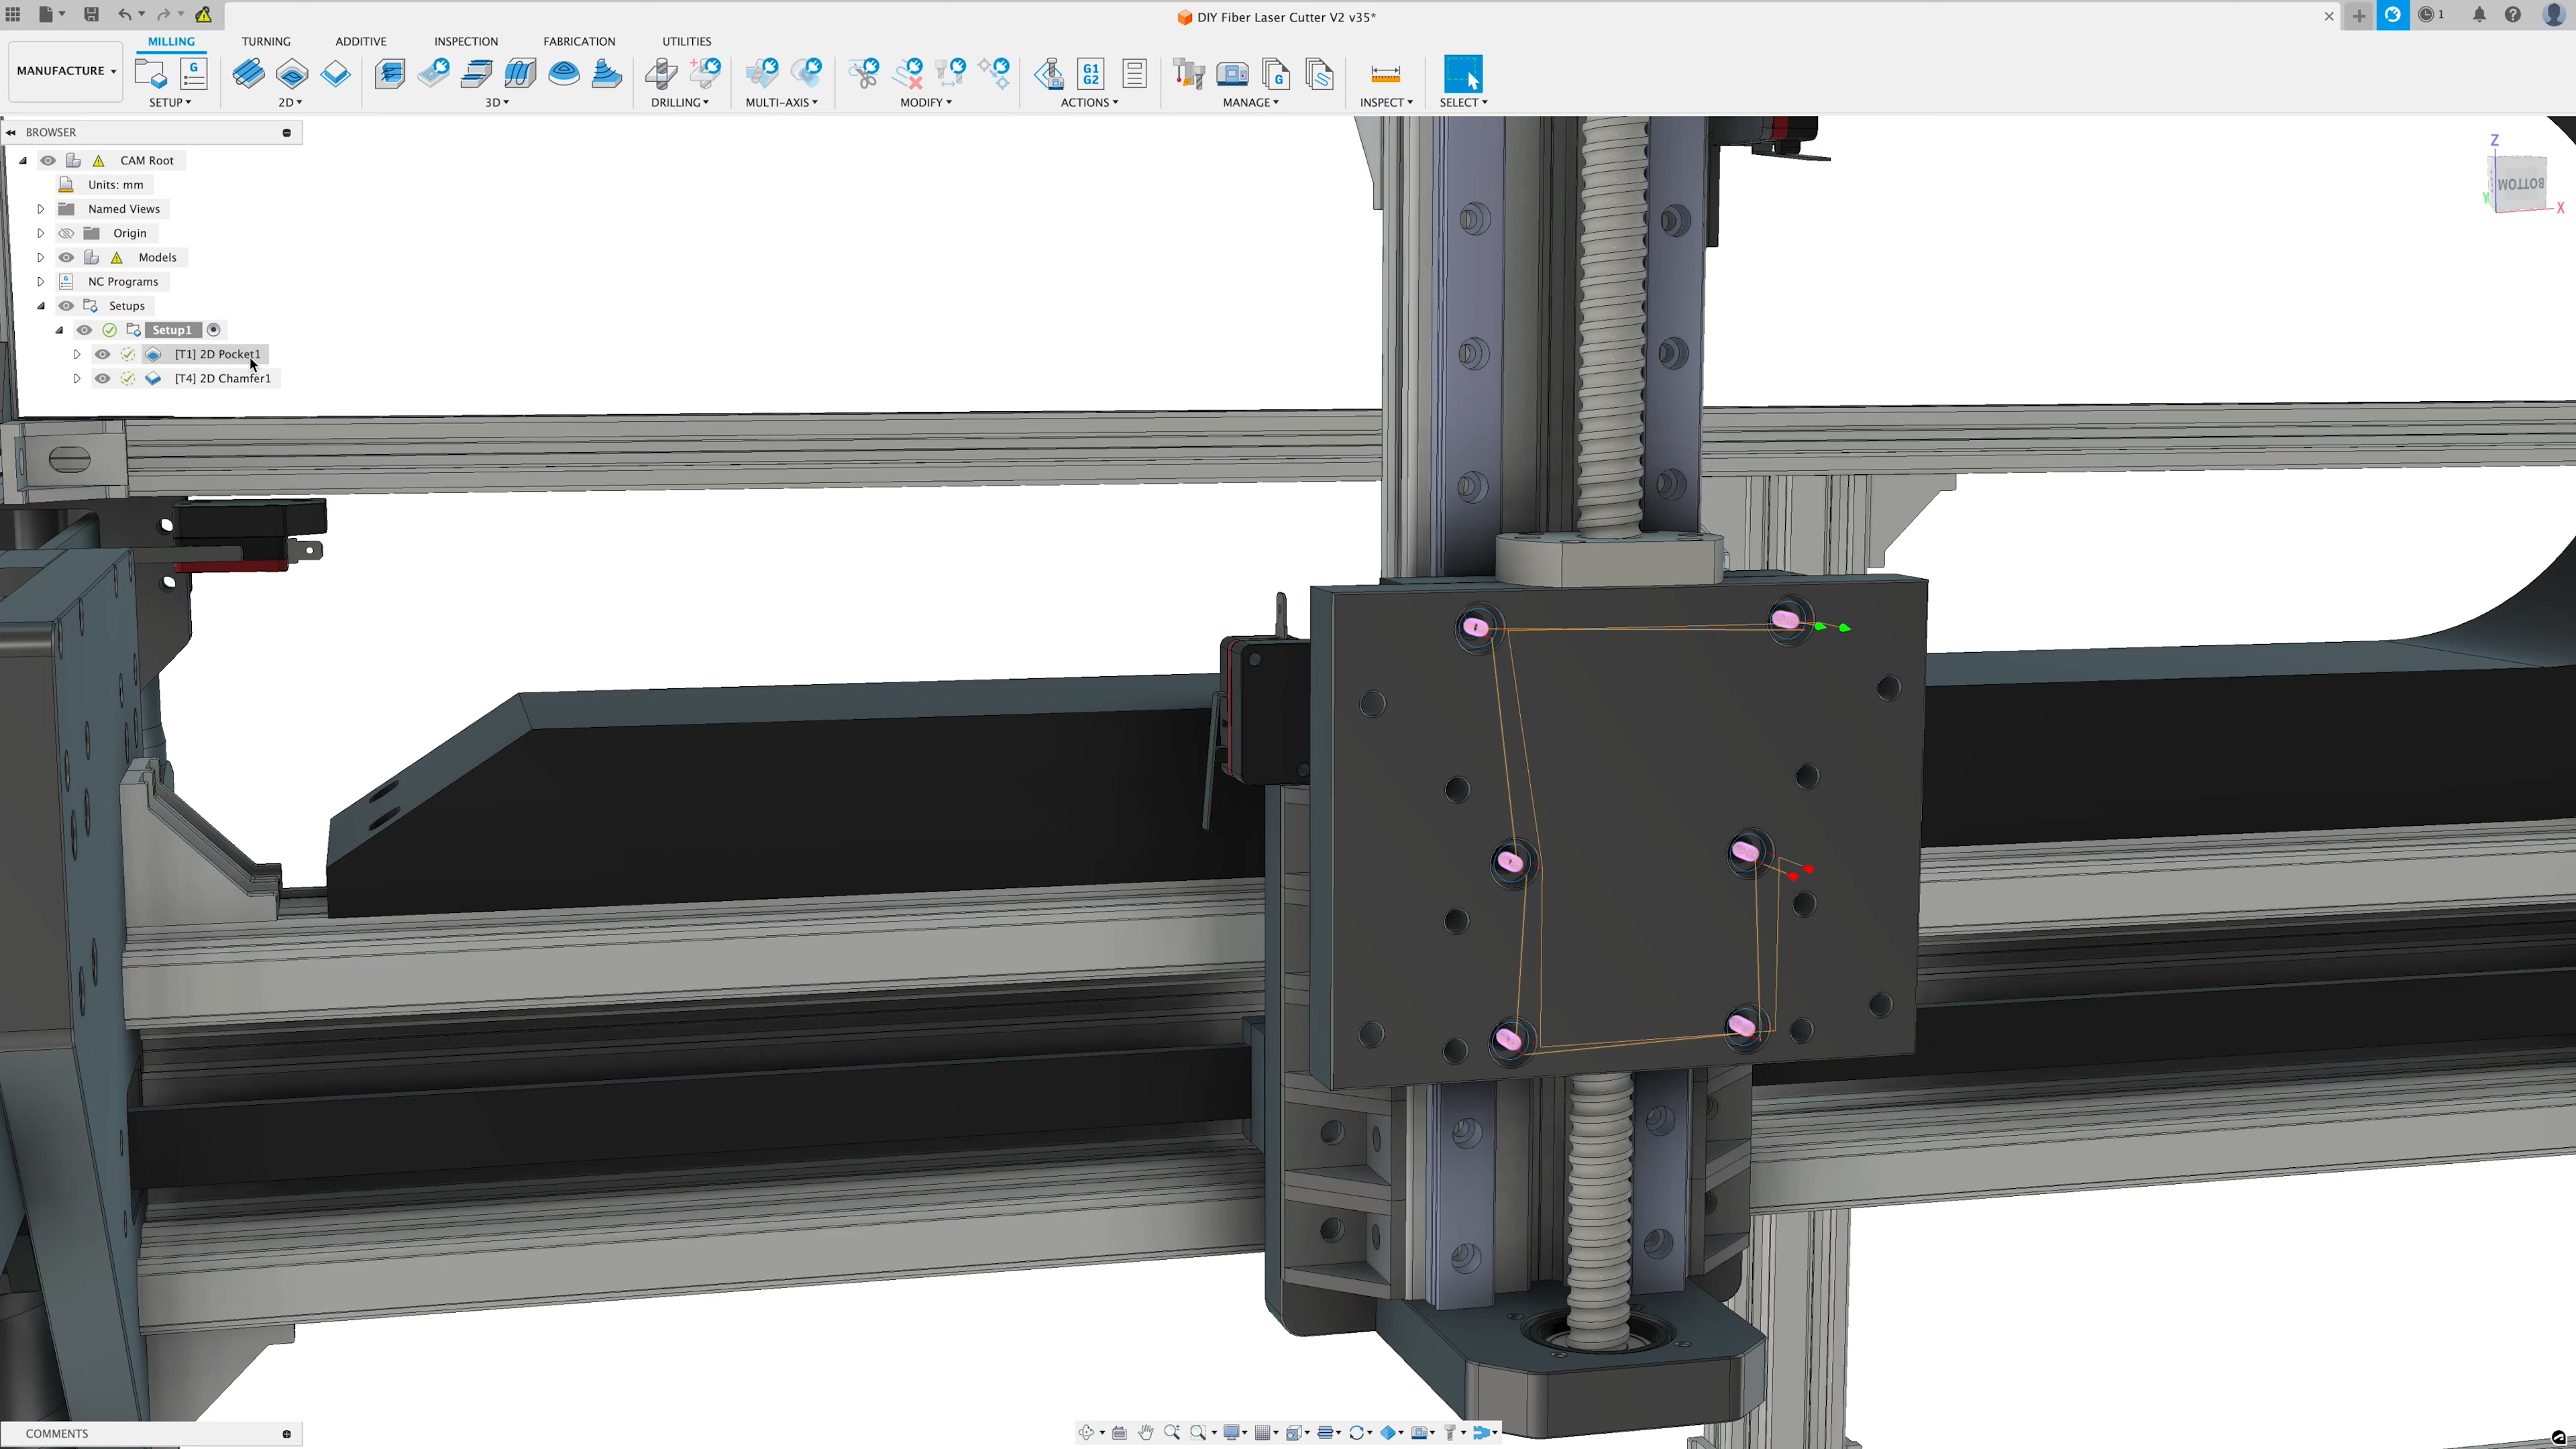 DIY Fiber Laser Cutter V2 v35*
1
MILLING TURNING ADDITIVE INSPECTION FABRICATION UTILITIES
MANUFACTURE
G
G1
G2
G
SETUP 2D 3D DRILLING MULTI-AXIS MODIFY ACTIONS MANAGE INSPECT SELECT
BROWSER
CAM Root
Units: mm
Named Views
Origin
Models
NC Programs
Setups
Setup1
[T1] 2D Pocket1
[T4] 2D Chamfer1
Z
BOTTOM
Y
X
COMMENTS